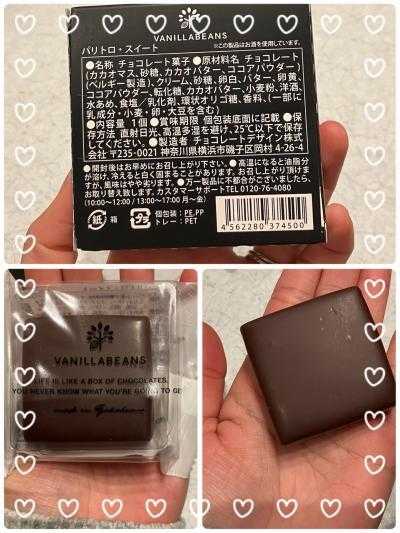 VANILLABEANS
パリトロ・スイート
※この製品はお酒を使用しています。
●名称 チョコレート菓子 ●原材料名 チョコレート
(カカオマス、砂糖、カカオバター、ココアパウダー)
(ベルギー製造)、クリーム、砂糖、卵白、バター、卵黄、
ココアパウダー、転化糖、カカオバター、小麦粉、洋酒、
水あめ、食塩／乳化剤、環状オリゴ糖、香料、(一部に
乳成分・小麦・卵・大豆を含む)
●内容量 1個 ●賞味期限 個包装底面に記載 ●保
存方法 直射日光、高温多湿を避け、25℃以下で保存
してください。●製造者 チョコレートデザイン株式会
社 〒235-0021 神奈川県横浜市磯子区岡村 4-26-4
●開封後はお早めにお召し上がり下さい。●高温になると油脂分
が溶け、冷えると白く固まることがあります。お召し上がり頂けま
すが、風味はやや劣ります。●万一製品に不都合がございましたら、
お取り替え致します。カスタマーサポートTEL 0120-76-4080
(10:00〜12:00 / 13:00〜17:00 月〜金)
紙
箱
プラ
個包装：PE,PP
トレー：PET
4 562280 374500
VANILLABEANS
LIFE IS LIKE A BOX OF CHOCOLATES.
YOU NEVER KNOW WHAT YOU'RE GOING TO GE